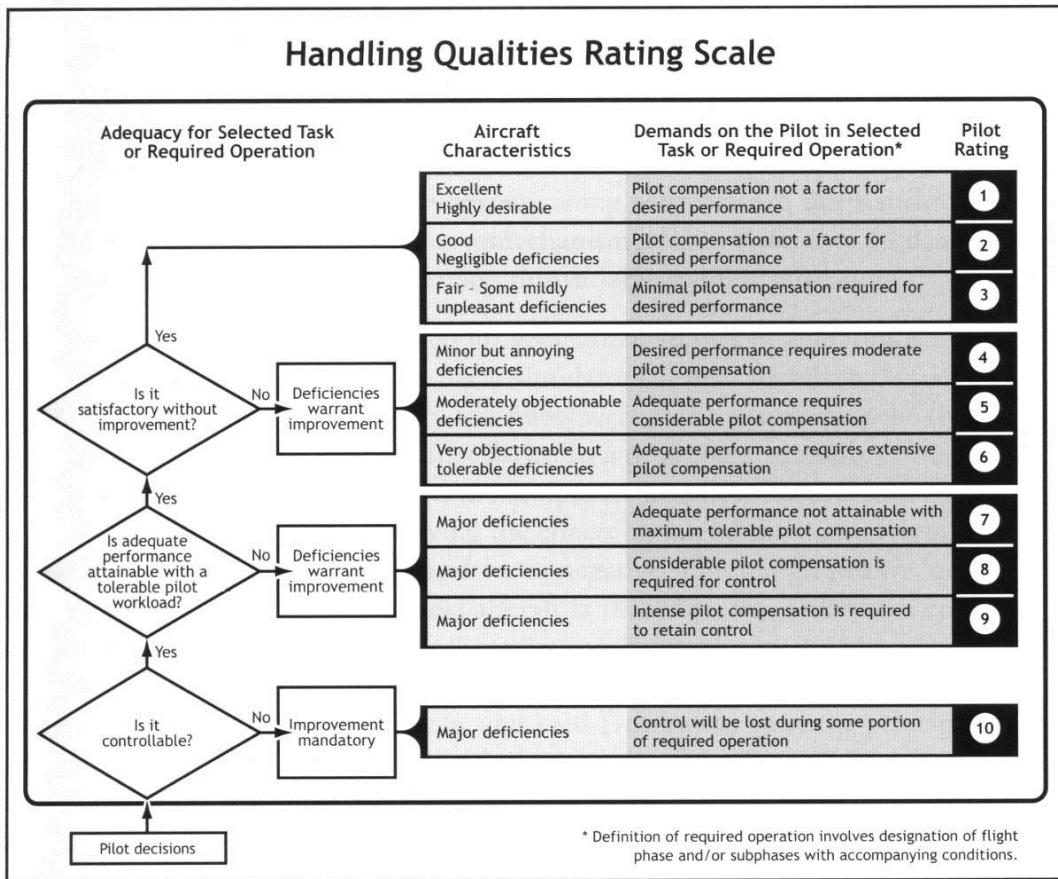 Handling Qualities Rating Scale
Adequacy for Selected Task
or Required Operation
Aircraft
Characteristics
Demands on the Pilot in Selected
Task or Required Operation*
Pilot
Rating
Excellent
Highly desirable
Pilot compensation not a factor for
desired performance
1
Good
Negligible deficiencies
Pilot compensation not a factor for
desired performance
2
Fair – Some mildly
unpleasant deficiencies
Minimal pilot compensation required for
desired performance
3
Yes
Is it
satisfactory without
improvement?
No
Deficiencies
warrant
improvement
Minor but annoying
deficiencies
Desired performance requires moderate
pilot compensation
4
Moderately objectionable
deficiencies
Adequate performance requires
considerable pilot compensation
5
Very objectionable but
tolerable deficiencies
Adequate performance requires extensive
pilot compensation
6
Yes
Is adequate
performance
attainable with a
tolerable pilot
workload?
No
Deficiencies
warrant
improvement
Major deficiencies
Adequate performance not attainable with
maximum tolerable pilot compensation
7
Major deficiencies
Considerable pilot compensation is
required for control
8
Major deficiencies
Intense pilot compensation is required
to retain control
9
Yes
Is it
controllable?
No
Improvement
mandatory
Major deficiencies
Control will be lost during some portion
of required operation
10
Pilot decisions
* Definition of required operation involves designation of flight
phase and/or subphases with accompanying conditions.